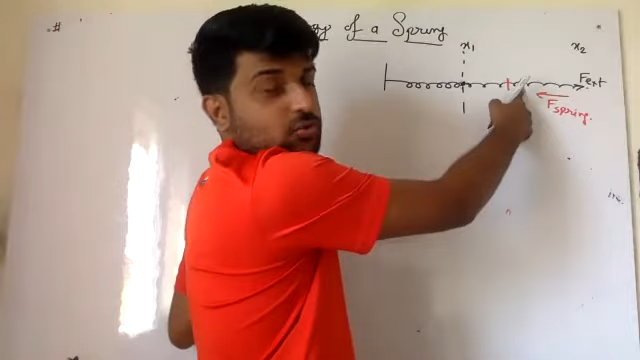 #
of a Spring
x₁ x₂
Fext
Fspring.